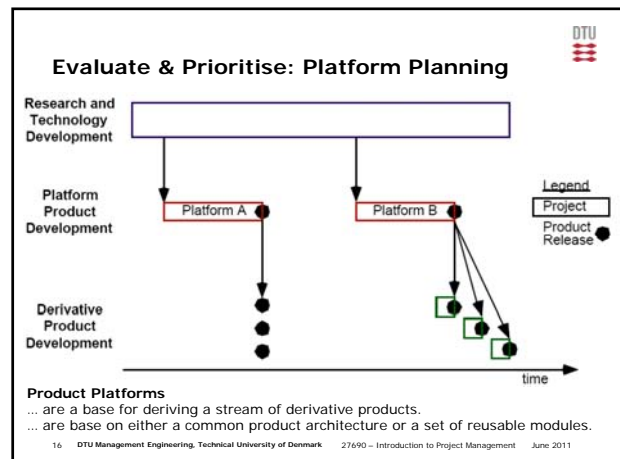 DTU
Evaluate & Prioritise: Platform Planning
Research and
Technology
Development
Platform
Product
Development
Platform A
Platform B
Legend
Project
Product
Release
Derivative
Product
Development
time
Product Platforms
... are a base for deriving a stream of derivative products.
... are base on either a common product architecture or a set of reusable modules.
16 DTU Management Engineering, Technical University of Denmark 27690 – Introduction to Project Management June 2011